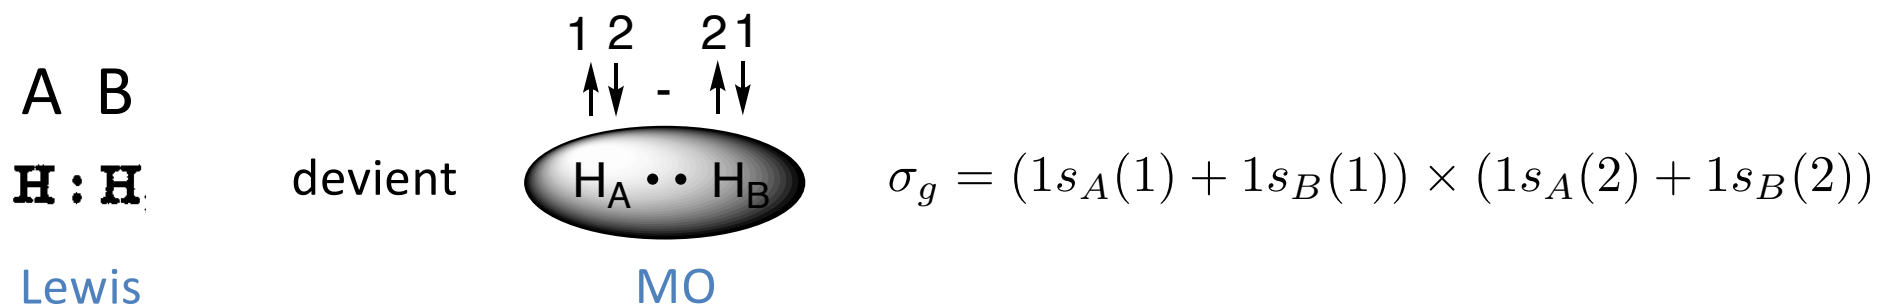 1 2 2 1
A B
↑↓ - ↑↓
H : H devient H_A •• H_B σ_g = (1s_A(1) + 1s_B(1)) × (1s_A(2) + 1s_B(2))
Lewis MO